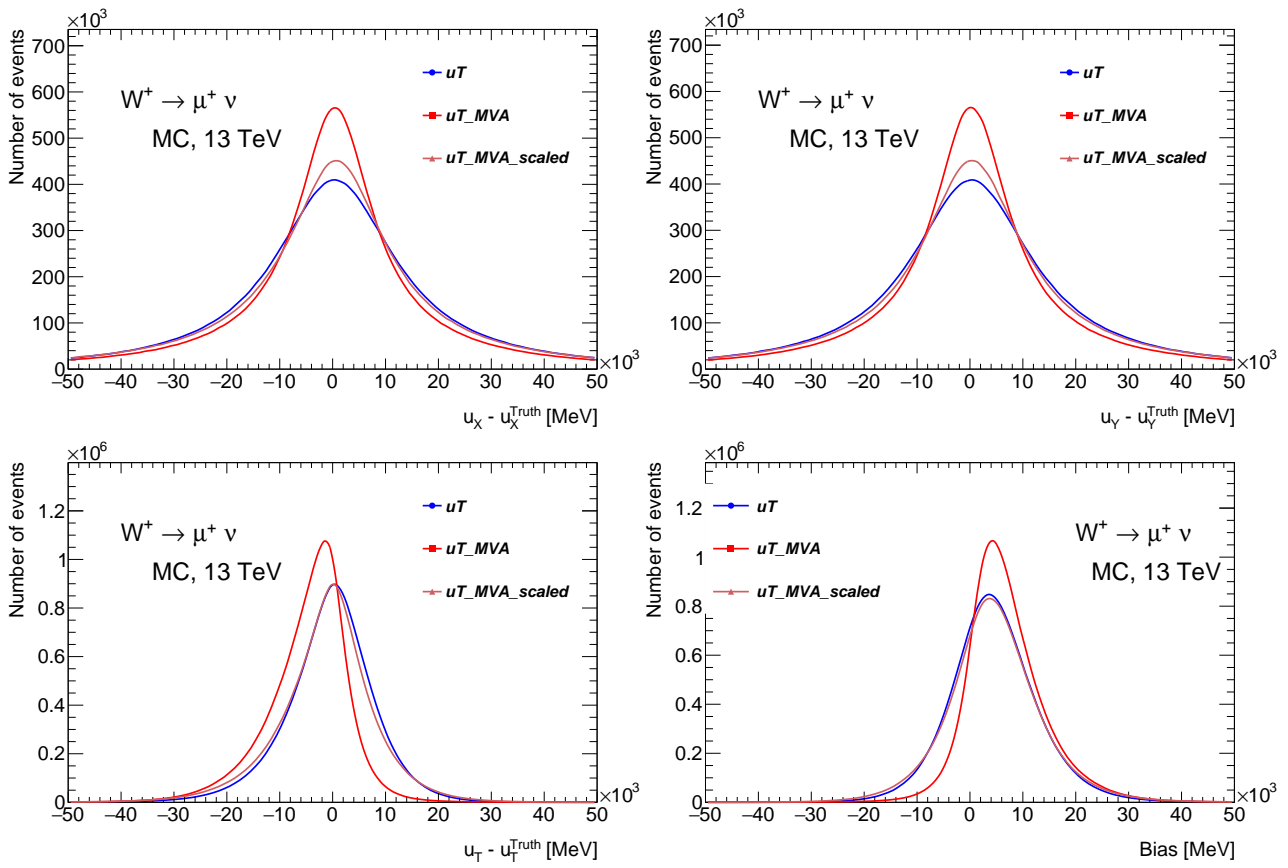 ×10³
Number of events
700
600
500
400
300
200
100
0
W⁺ → μ⁺ ν
MC, 13 TeV
uT
uT_MVA
uT_MVA_scaled
−50 −40 −30 −20 −10 0 10 20 30 40 50
×10³
u_X - u_X^Truth [MeV]
×10³
Number of events
700
600
500
400
300
200
100
0
W⁺ → μ⁺ ν
MC, 13 TeV
uT
uT_MVA
uT_MVA_scaled
−50 −40 −30 −20 −10 0 10 20 30 40 50
×10³
u_Y - u_Y^Truth [MeV]
×10⁶
Number of events
1.2
1
0.8
0.6
0.4
0.2
0
W⁺ → μ⁺ ν
MC, 13 TeV
uT
uT_MVA
uT_MVA_scaled
−50 −40 −30 −20 −10 0 10 20 30 40 50
×10³
u_T - u_T^Truth [MeV]
×10⁶
Number of events
1.2
1
0.8
0.6
0.4
0.2
0
uT
uT_MVA
uT_MVA_scaled
W⁺ → μ⁺ ν
MC, 13 TeV
−50 −40 −30 −20 −10 0 10 20 30 40 50
×10³
Bias [MeV]